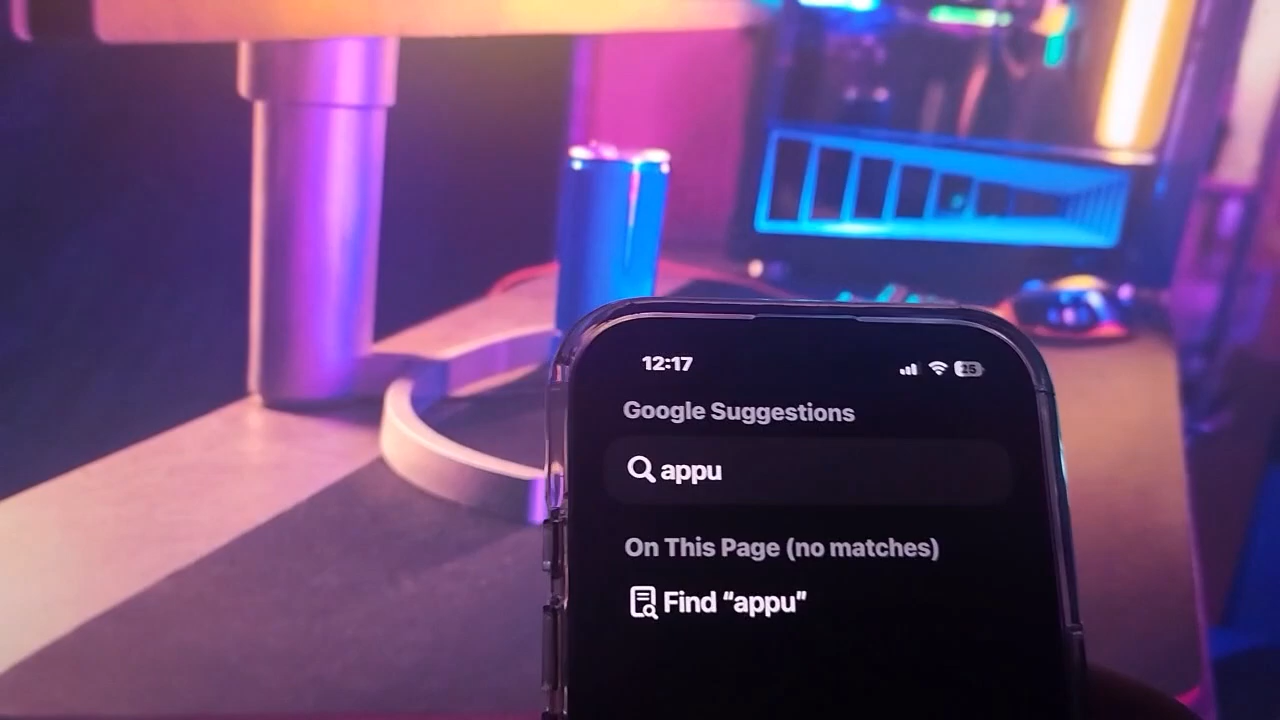 12:17
25
Google Suggestions
appu
On This Page (no matches)
Find “appu”